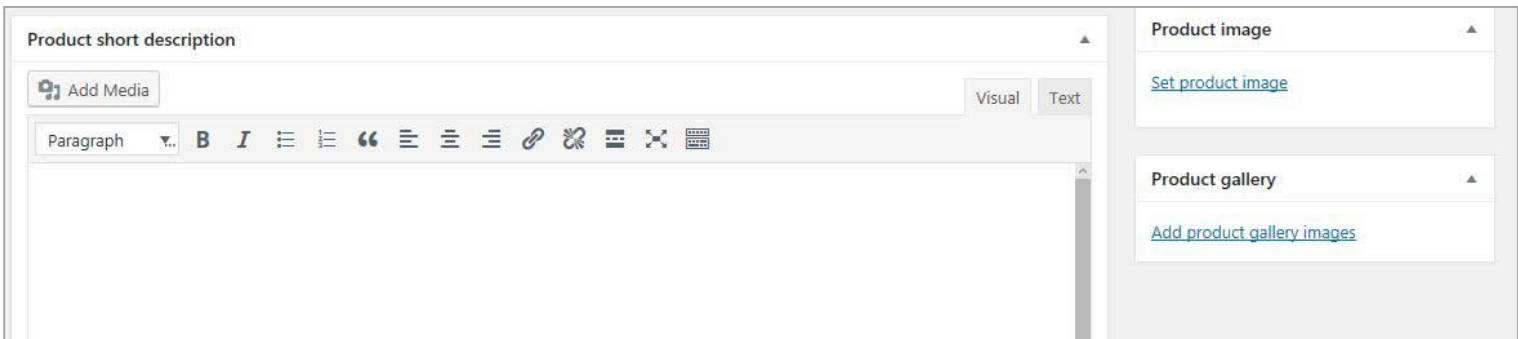 Product short description
Add Media
Visual Text
Paragraph
Product image
Set product image
Product gallery
Add product gallery images